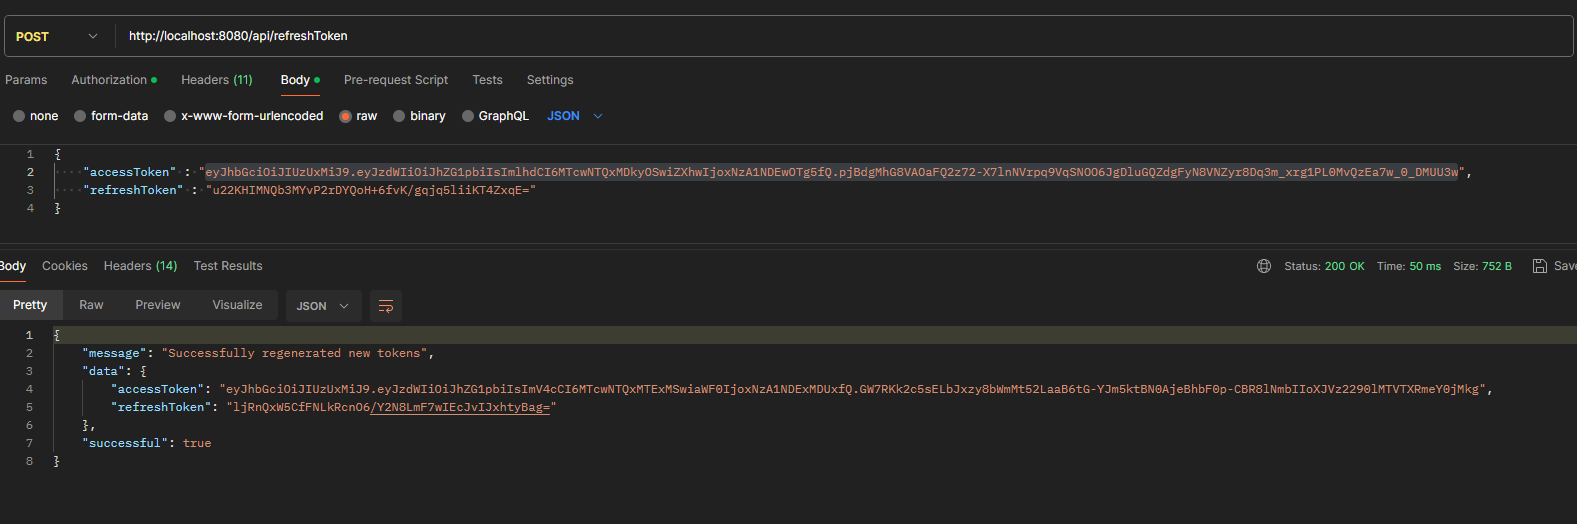 POST http://localhost:8080/api/refreshToken
Params Authorization Headers (11) Body Pre-request Script Tests Settings
none form-data x-www-form-urlencoded raw binary GraphQL JSON
1 {
2 "accessToken" : "eyJhbGciOiJIUzUxMiJ9.eyJzdWIiOiJhZG1pbiIsImlhdCI6MTcwNTQxMDkyOSwiZXhwIjoxNzA1NDEwOTg5fQ.pjBdgMhG8VAOaFQ2z72-X7lnNVrpq9VqSNOO6JgDluGQZdgFyN8VNZyr8Dq3m_xrg1PL0MvQzEa7w_0_DMUU3w",
3 "refreshToken" : "u22KHIMNQb3MYvP2rDYQoH+6fvK/gqjq5liiKT4ZxqE="
4 }
Body Cookies Headers (14) Test Results Status: 200 OK Time: 50 ms Size: 752 B Save
Pretty Raw Preview Visualize JSON
1 {
2 "message": "Successfully regenerated new tokens",
3 "data": {
4 "accessToken": "eyJhbGciOiJIUzUxMiJ9.eyJzdWIiOiJhZG1pbiIsImV4cCI6MTcwNTQxMTExMSwiaWF0IjoxNzA1NDExMDUxfQ.GW7RKk2c5sELbJxzy8bWmMt52LaaB6tG-YJm5ktBN0AjeBhbF0p-CBR8lNmbIIoXJVz2290lMTVTXRmeY0jMkg",
5 "refreshToken": "ljRnQxW5CfFNLkRcnO6/Y2N8LmF7wIEcJvIJxhtyBag="
6 },
7 "successful": true
8 }